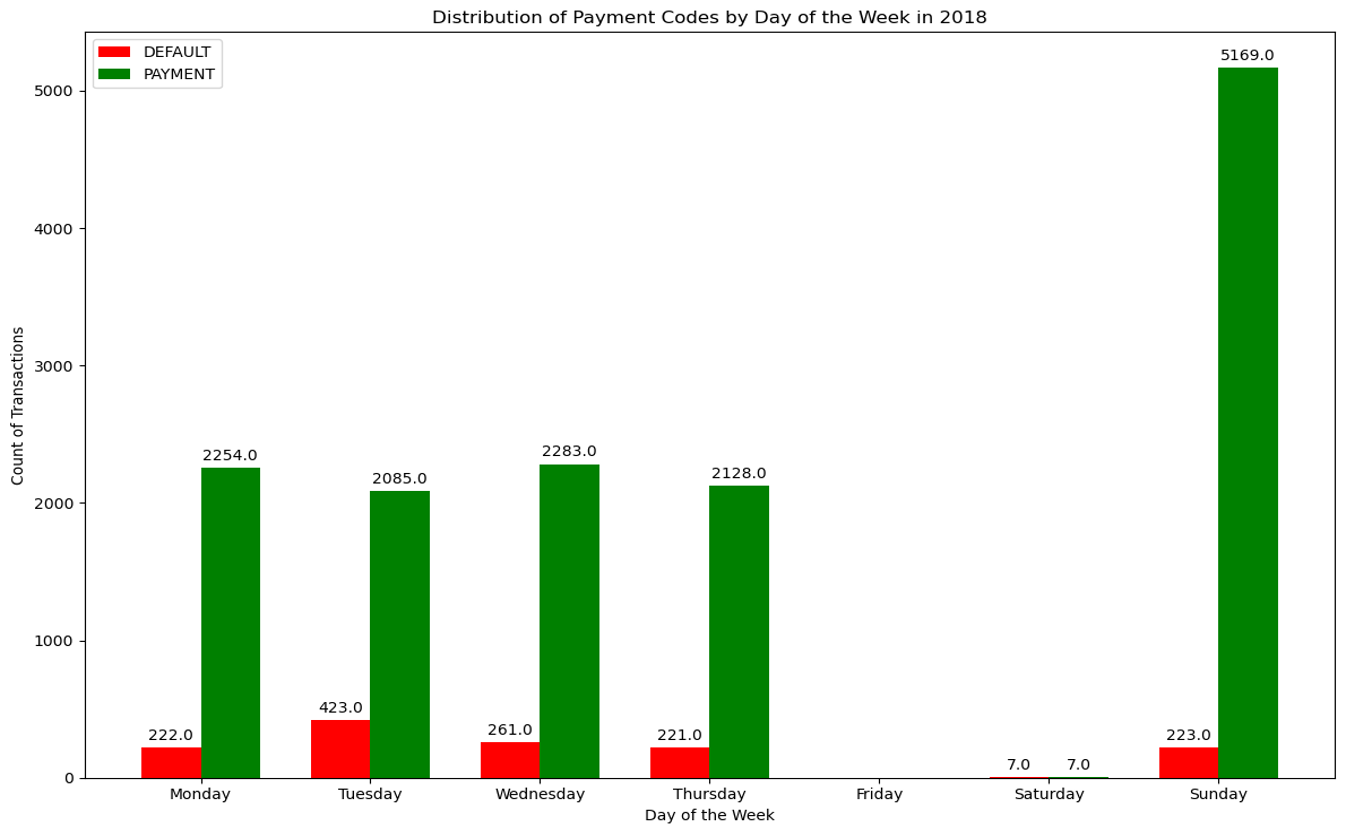 Distribution of Payment Codes by Day of the Week in 2018
DEFAULT
PAYMENT
Count of Transactions
5000
4000
3000
2000
1000
0
222.0
2254.0
423.0
2085.0
261.0
2283.0
221.0
2128.0
7.0
7.0
223.0
5169.0
Monday
Tuesday
Wednesday
Thursday
Friday
Saturday
Sunday
Day of the Week